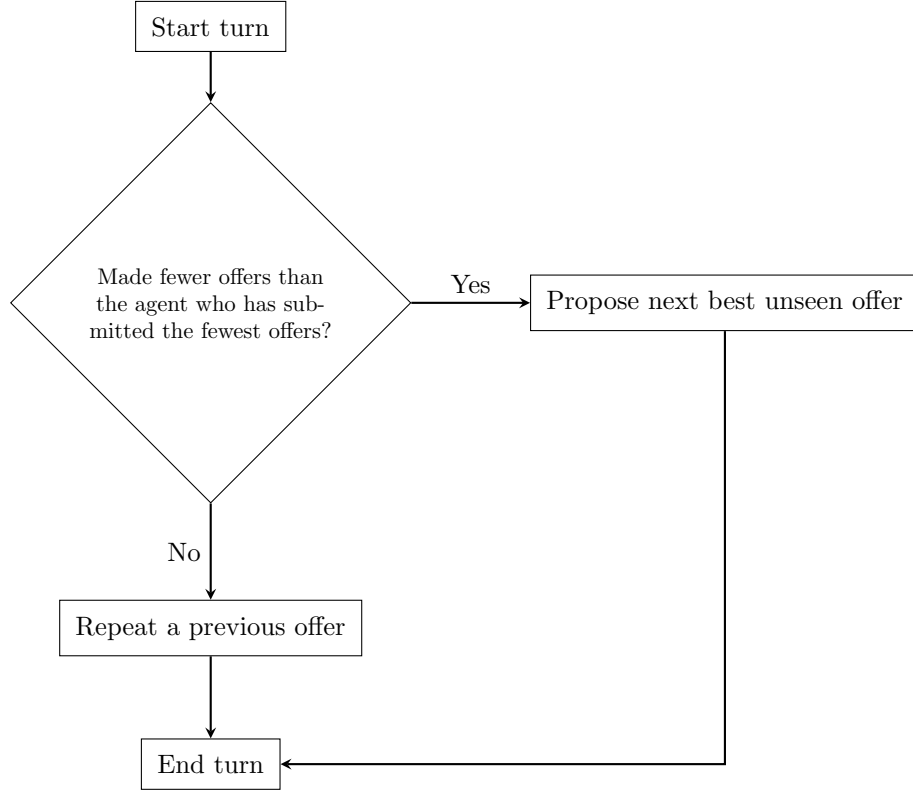 Start turn
Made fewer offers than
the agent who has sub-
mitted the fewest offers?
Yes
Propose next best unseen offer
No
Repeat a previous offer
End turn